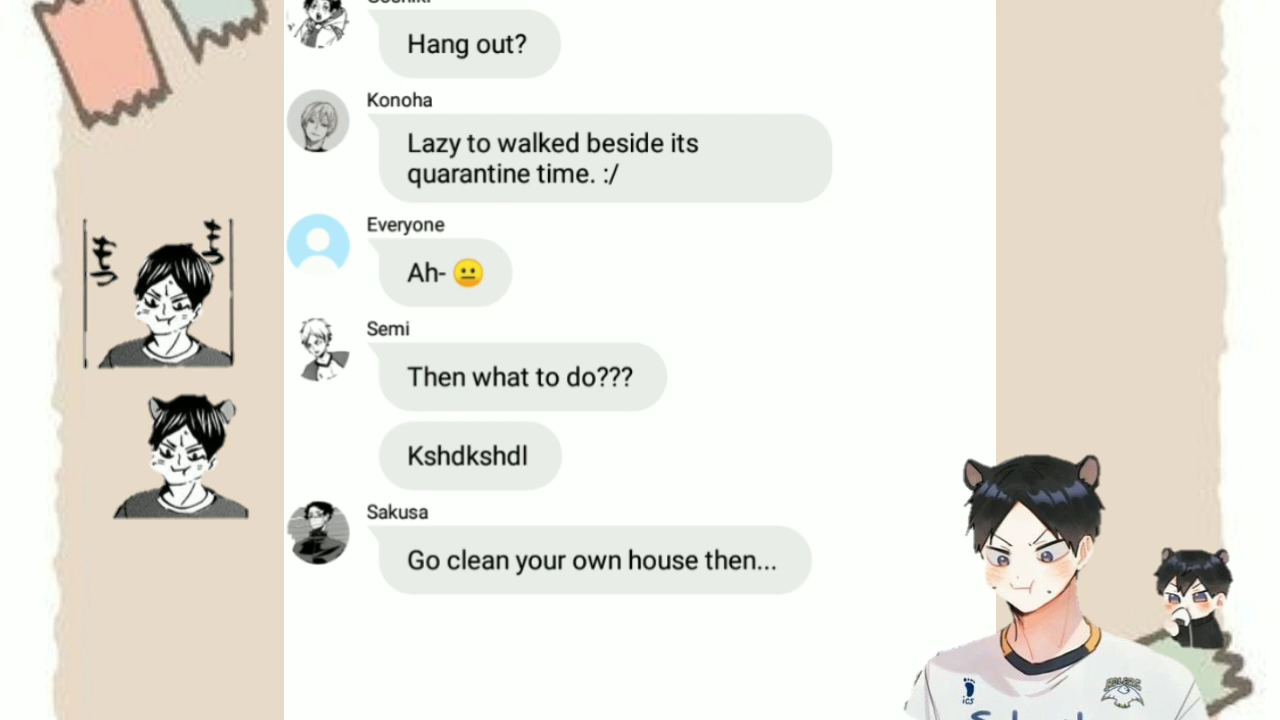 Hang out?
Konoha
Lazy to walked beside its
quarantine time. :/
Everyone
Ah- 😐
Semi
Then what to do???
Kshdkshdl
Sakusa
Go clean your own house then...
iCS